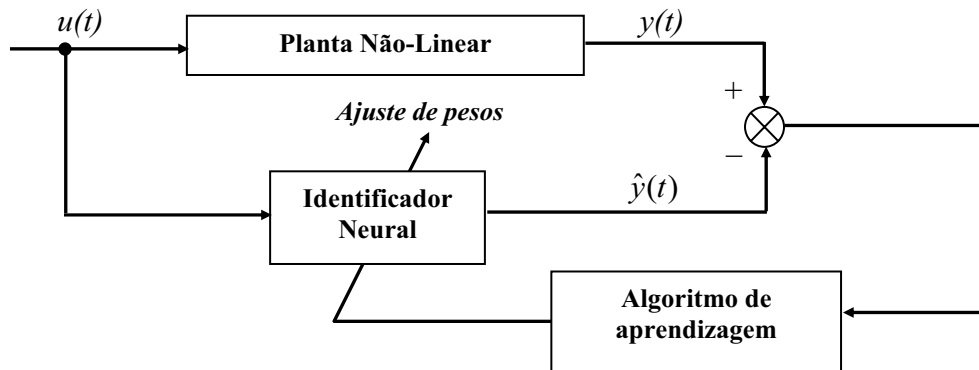 u(t)
Planta Não-Linear
y(t)
+
Ajuste de pesos
−
Identificador
Neural
ŷ(t)
Algoritmo de
aprendizagem